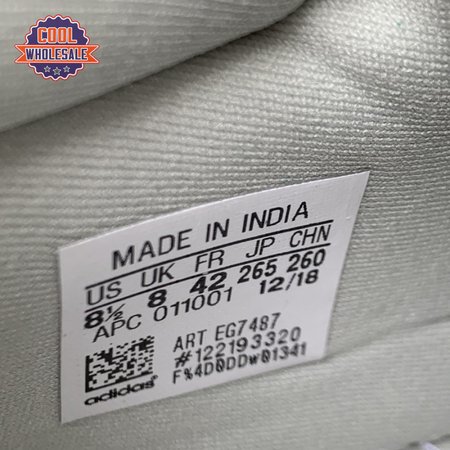 COOL
WHOLESALE
MADE IN INDIA
US UK FR JP CHN
8½ 8 42 265 260
APC 011001 12/18
ART EG7487
#122193320
F%4D0DDw01341
adidas